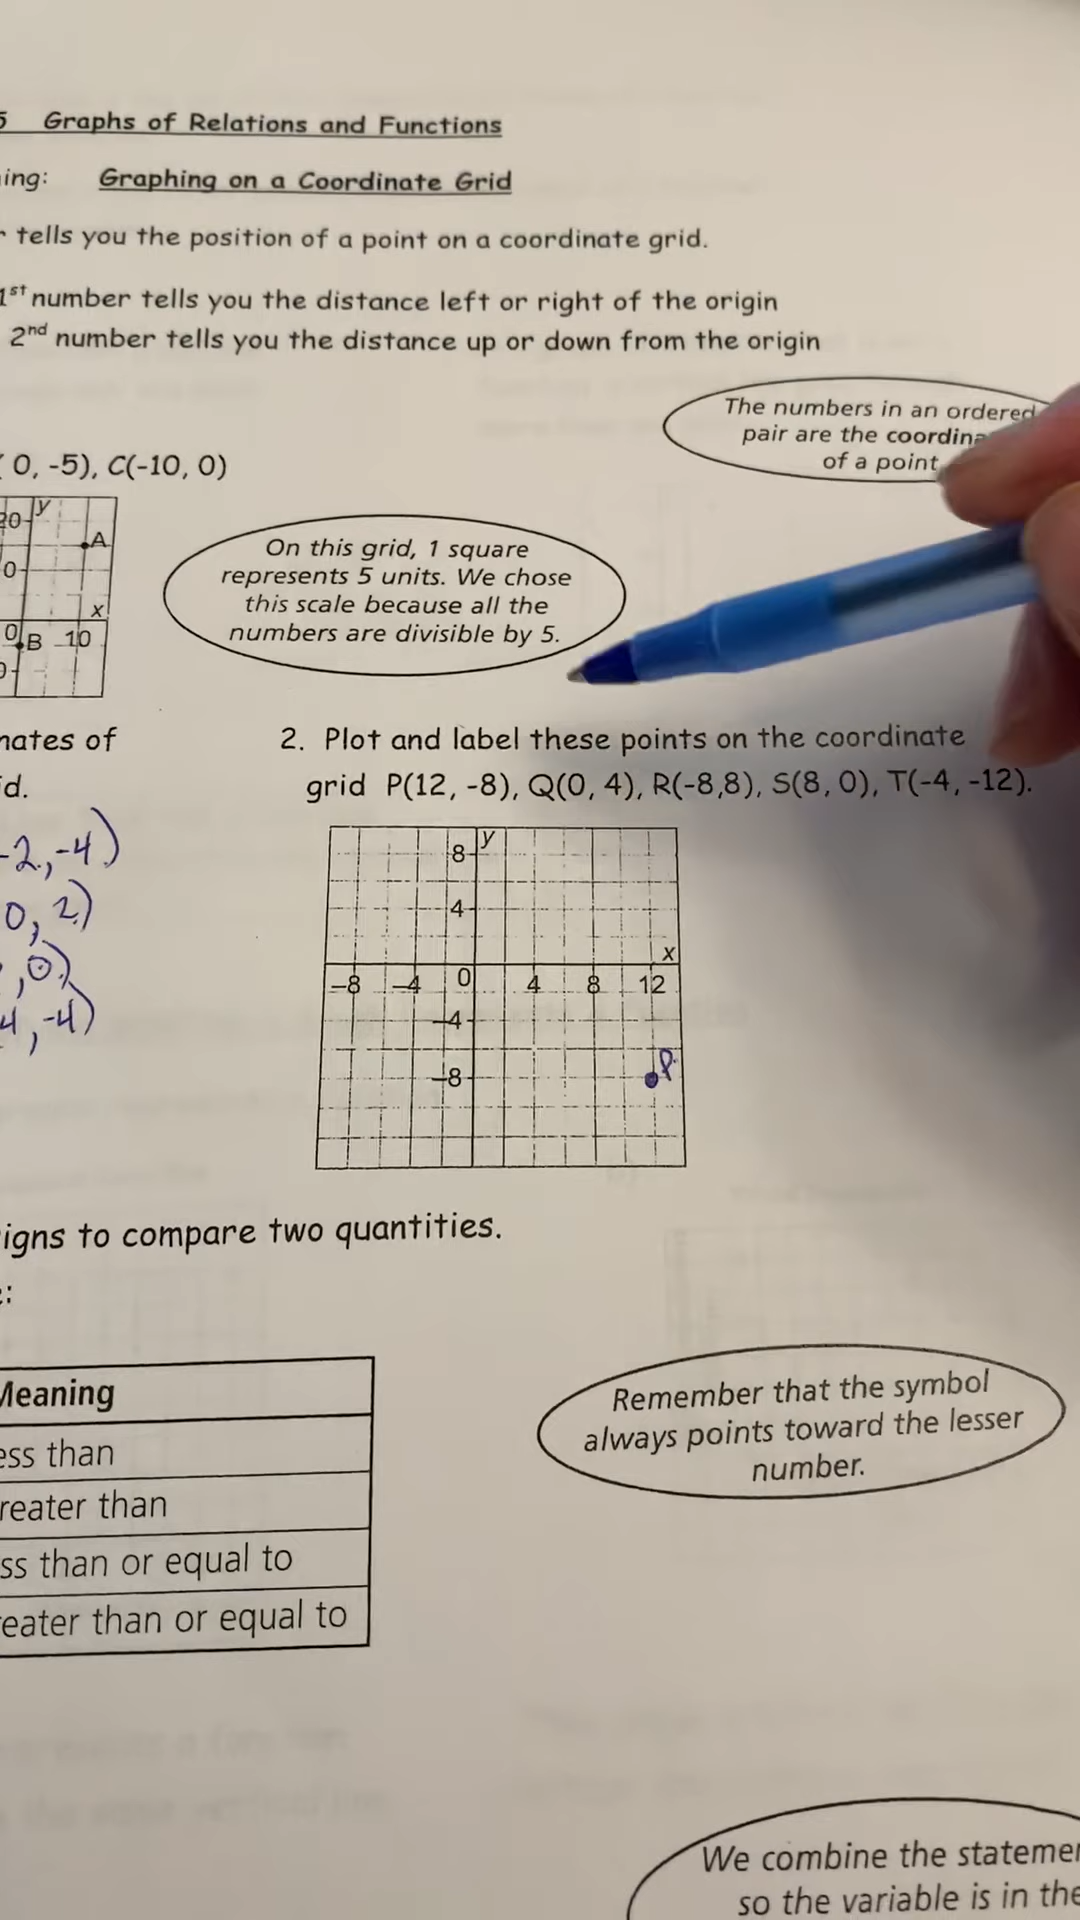 5 Graphs of Relations and Functions
ing: Graphing on a Coordinate Grid
tells you the position of a point on a coordinate grid.
1st number tells you the distance left or right of the origin
2nd number tells you the distance up or down from the origin
The numbers in an ordered
pair are the coordina
of a point
0, -5), C(-10, 0)
20 y
A
0
x
0 B 10
On this grid, 1 square
represents 5 units. We chose
this scale because all the
numbers are divisible by 5.
nates of
id.
-2,-4)
0, 2)
,0)
4,-4)
2. Plot and label these points on the coordinate
grid P(12, -8), Q(0, 4), R(-8,8), S(8, 0), T(-4, -12).
8 y
4
x
-8 -4 0 4 8 12
-4
P
-8
igns to compare two quantities.
:
Meaning
ess than
reater than
ss than or equal to
eater than or equal to
Remember that the symbol
always points toward the lesser
number.
We combine the stateme
so the variable is in the